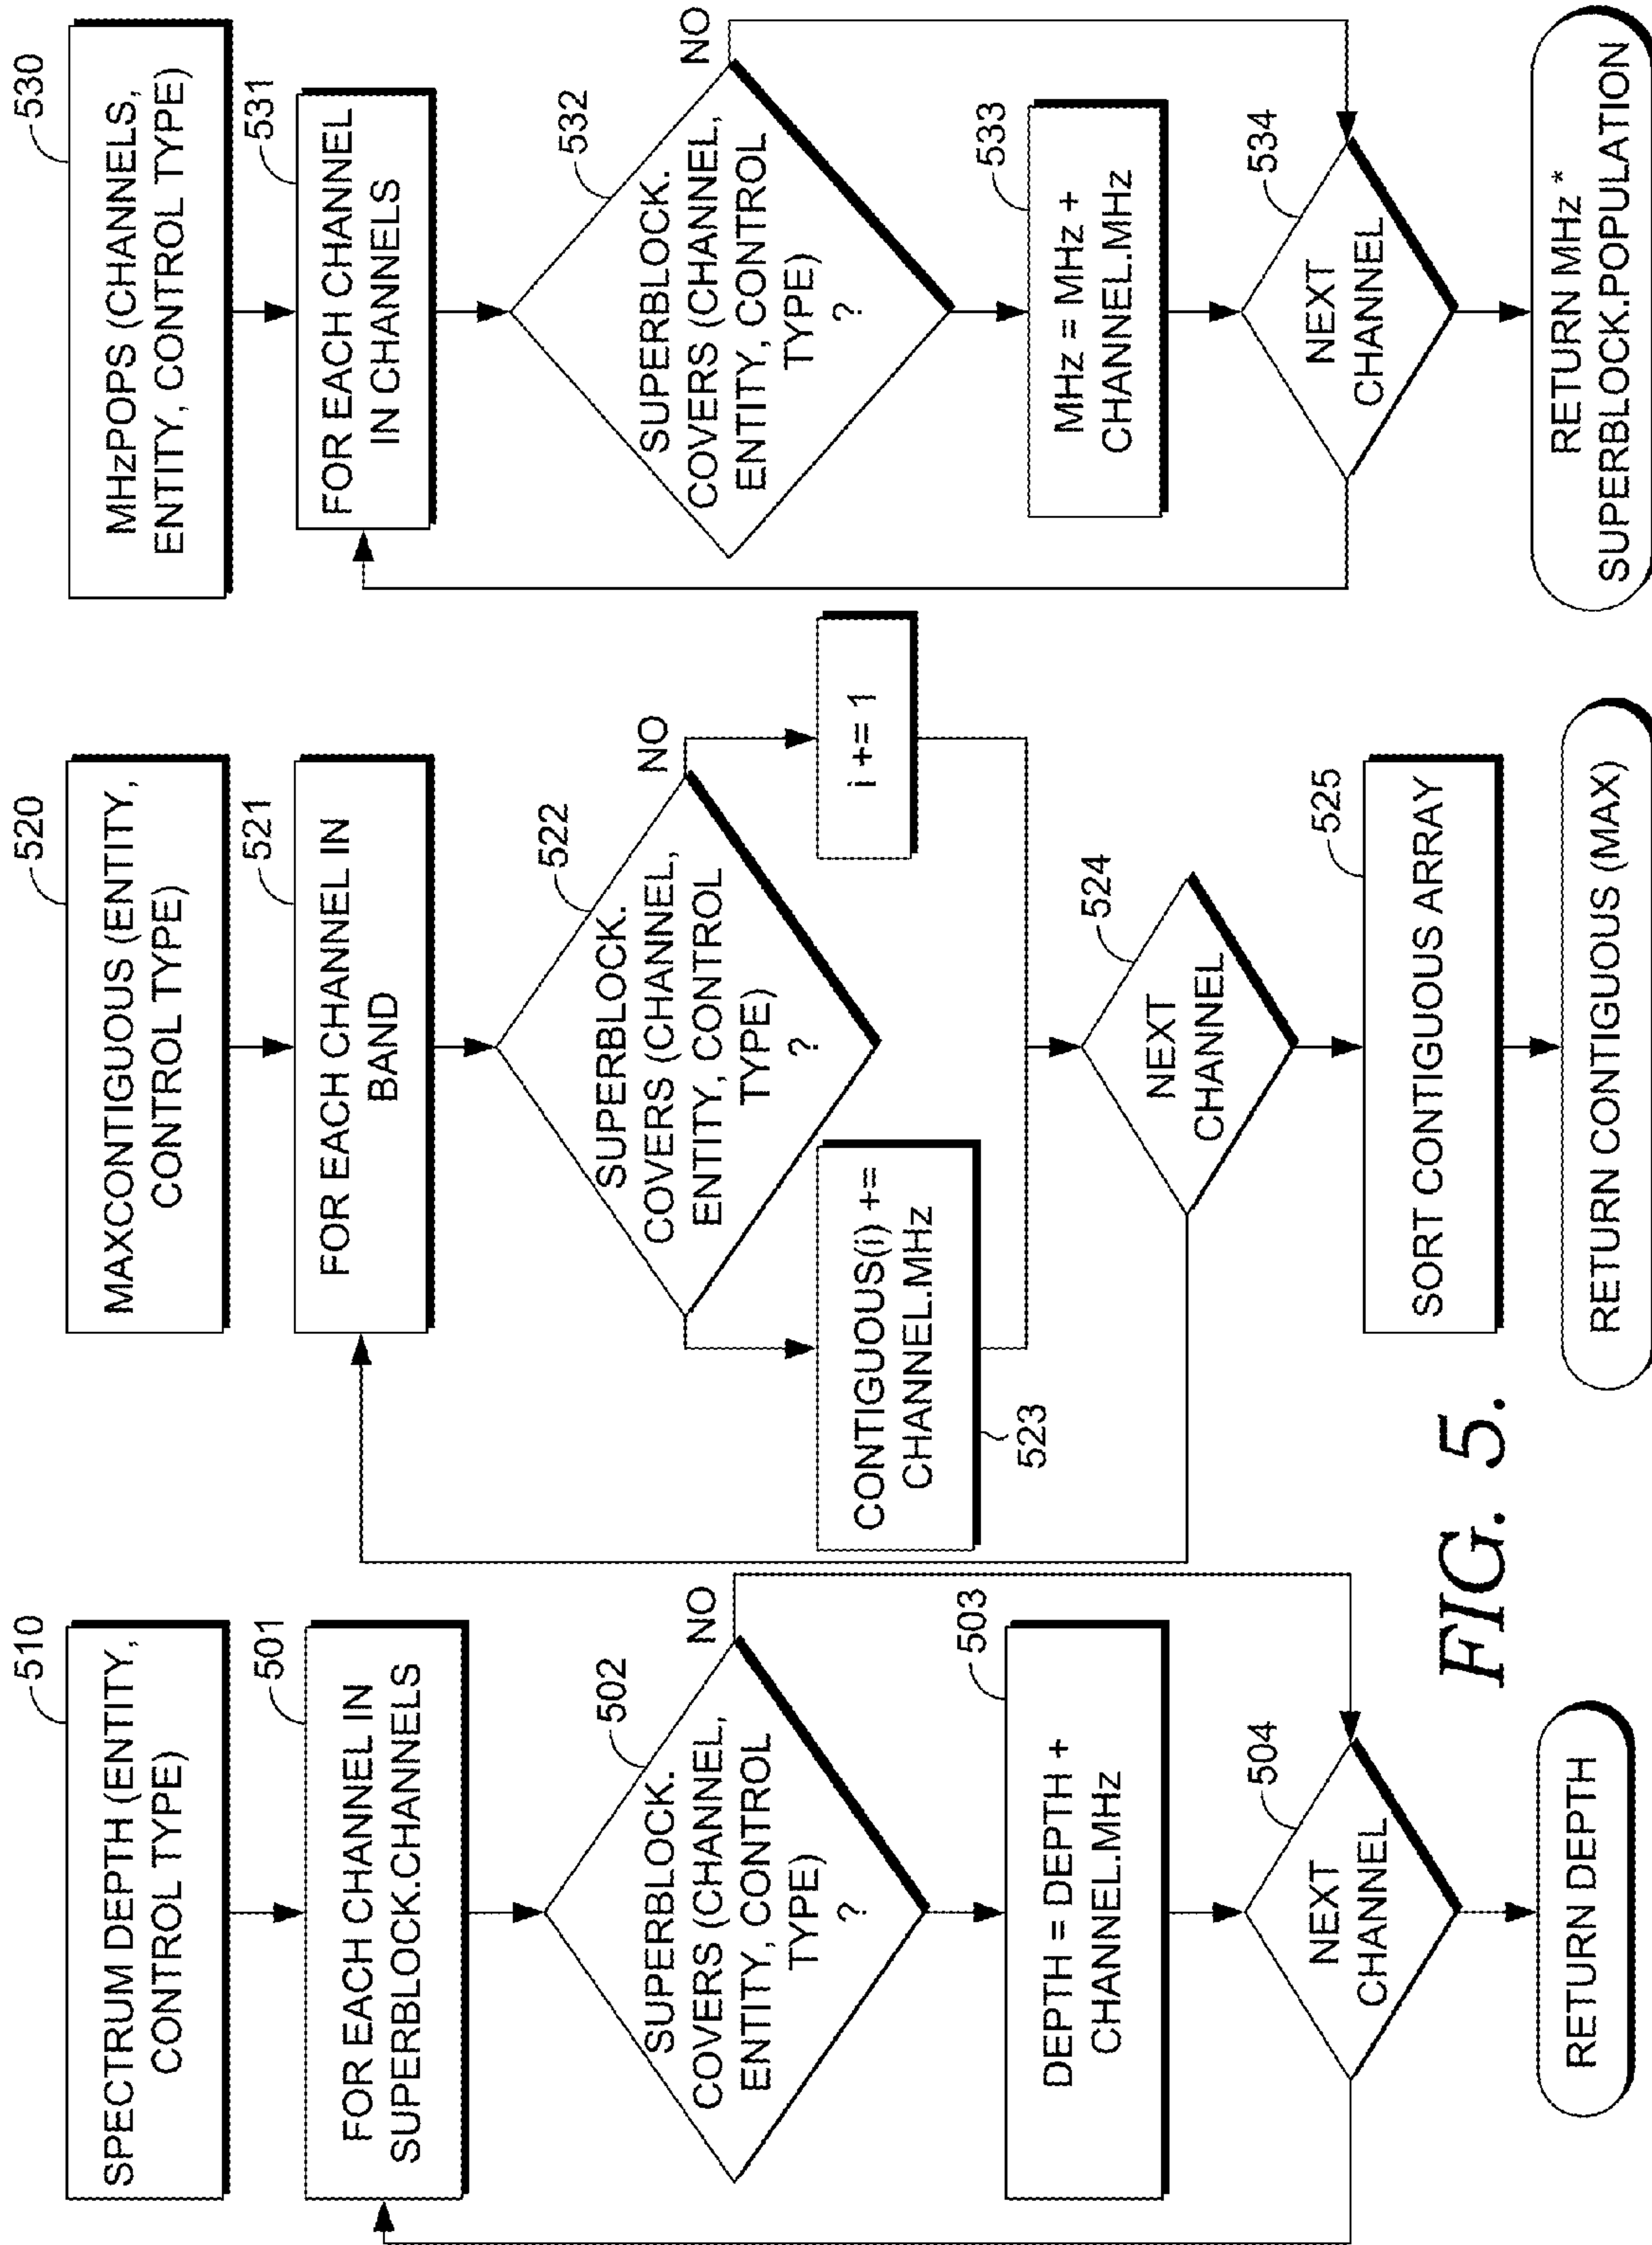 510
SPECTRUM DEPTH (ENTITY,
CONTROL TYPE)
501
FOR EACH CHANNEL IN
SUPERBLOCK.CHANNELS
502
SUPERBLOCK.
COVERS (CHANNEL,
ENTITY, CONTROL
TYPE)
?
NO
503
DEPTH = DEPTH +
CHANNEL.MHz
504
NEXT
CHANNEL
RETURN DEPTH
520
MAXCONTIGUOUS (ENTITY,
CONTROL TYPE)
521
FOR EACH CHANNEL IN
BAND
522
SUPERBLOCK.
COVERS (CHANNEL,
ENTITY, CONTROL
TYPE)
?
NO
CONTIGUOUS(i) +=
CHANNEL.MHz
523
i += 1
524
NEXT
CHANNEL
525
SORT CONTIGUOUS ARRAY
RETURN CONTIGUOUS (MAX)
530
MHzPOPS (CHANNELS,
ENTITY, CONTROL TYPE)
531
FOR EACH CHANNEL
IN CHANNELS
532
SUPERBLOCK.
COVERS (CHANNEL,
ENTITY, CONTROL
TYPE)
?
NO
533
MHz = MHz +
CHANNEL.MHz
534
NEXT
CHANNEL
RETURN MHz *
SUPERBLOCK.POPULATION
FIG. 5.